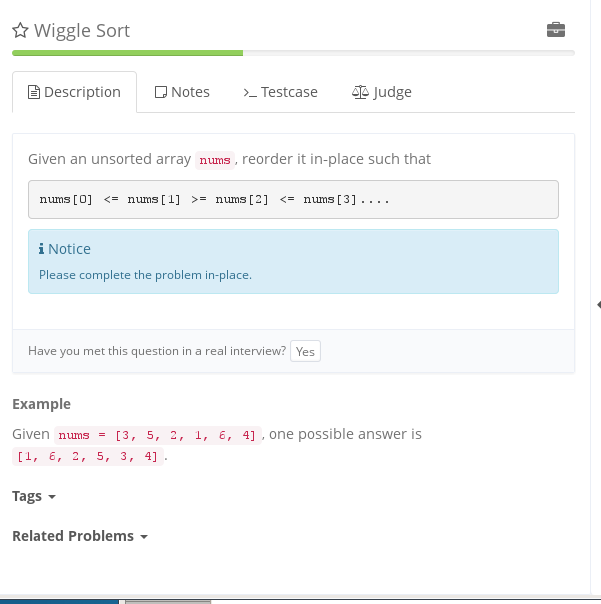 Wiggle Sort
Description Notes >_ Testcase Judge
Given an unsorted array nums, reorder it in-place such that
nums[0] <= nums[1] >= nums[2] <= nums[3]....
Notice
Please complete the problem in-place.
Have you met this question in a real interview? Yes
Example
Given nums = [3, 5, 2, 1, 6, 4], one possible answer is
[1, 6, 2, 5, 3, 4].
Tags
Related Problems